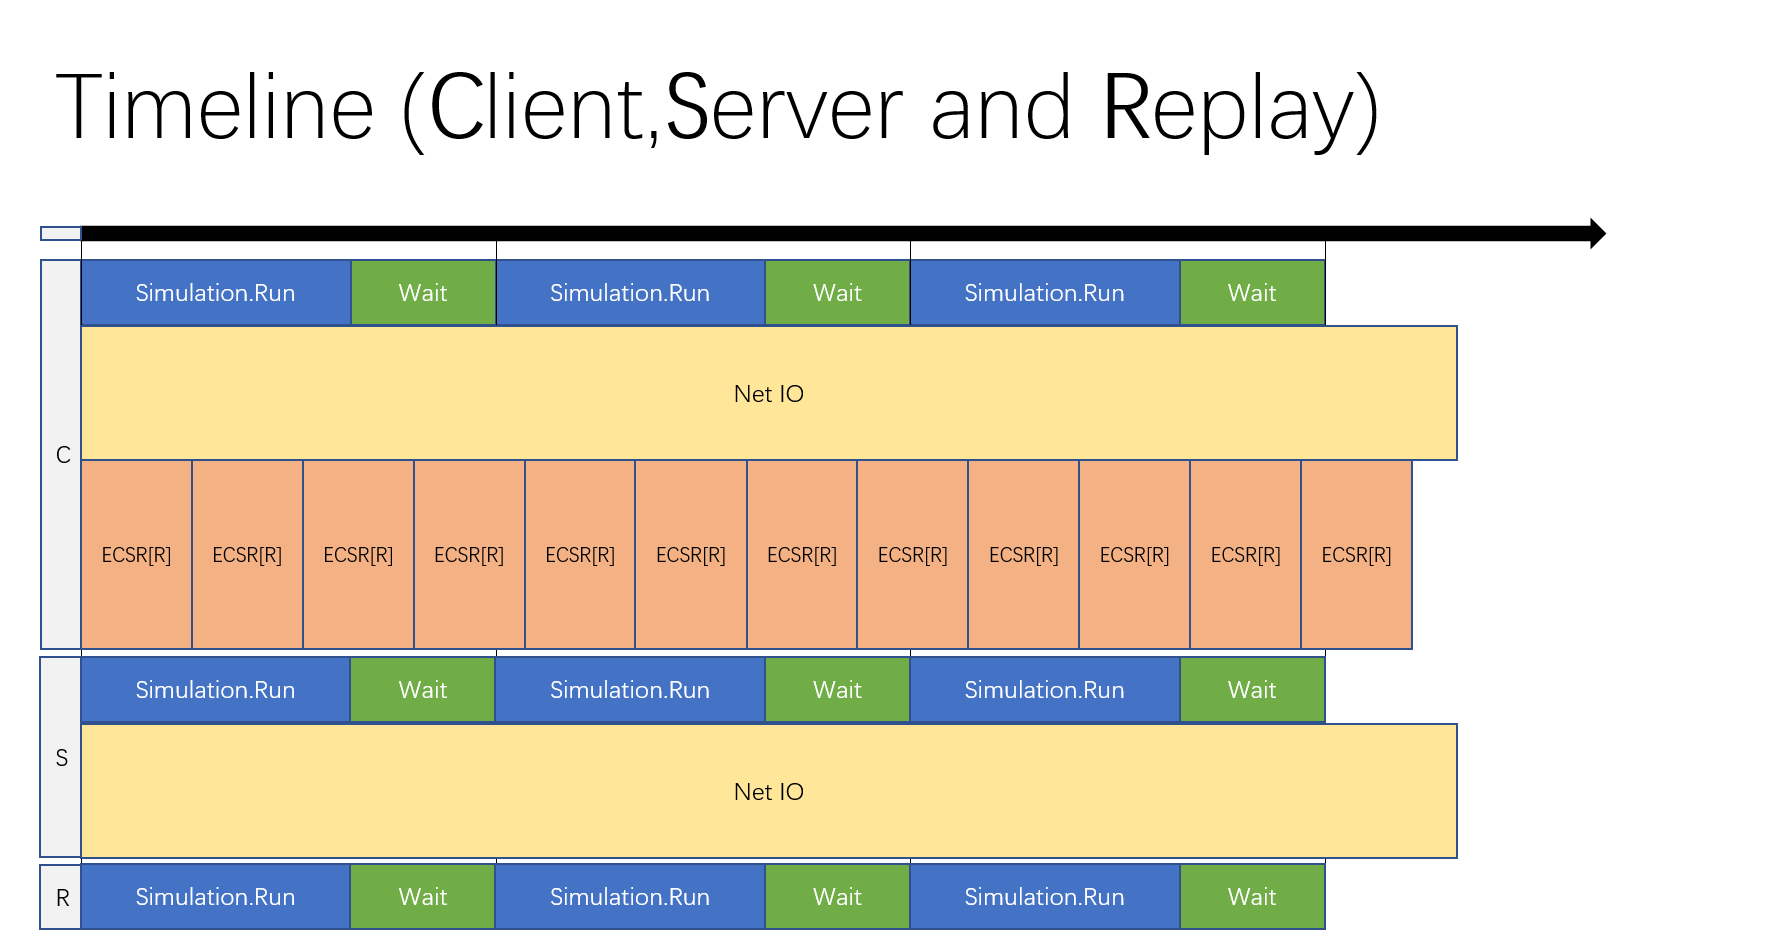 Timeline (Client,Server and Replay)
C
Simulation.Run Wait Simulation.Run Wait Simulation.Run Wait
Net IO
ECSR[R] ECSR[R] ECSR[R] ECSR[R] ECSR[R] ECSR[R] ECSR[R] ECSR[R] ECSR[R] ECSR[R] ECSR[R] ECSR[R]
S
Simulation.Run Wait Simulation.Run Wait Simulation.Run Wait
Net IO
R
Simulation.Run Wait Simulation.Run Wait Simulation.Run Wait